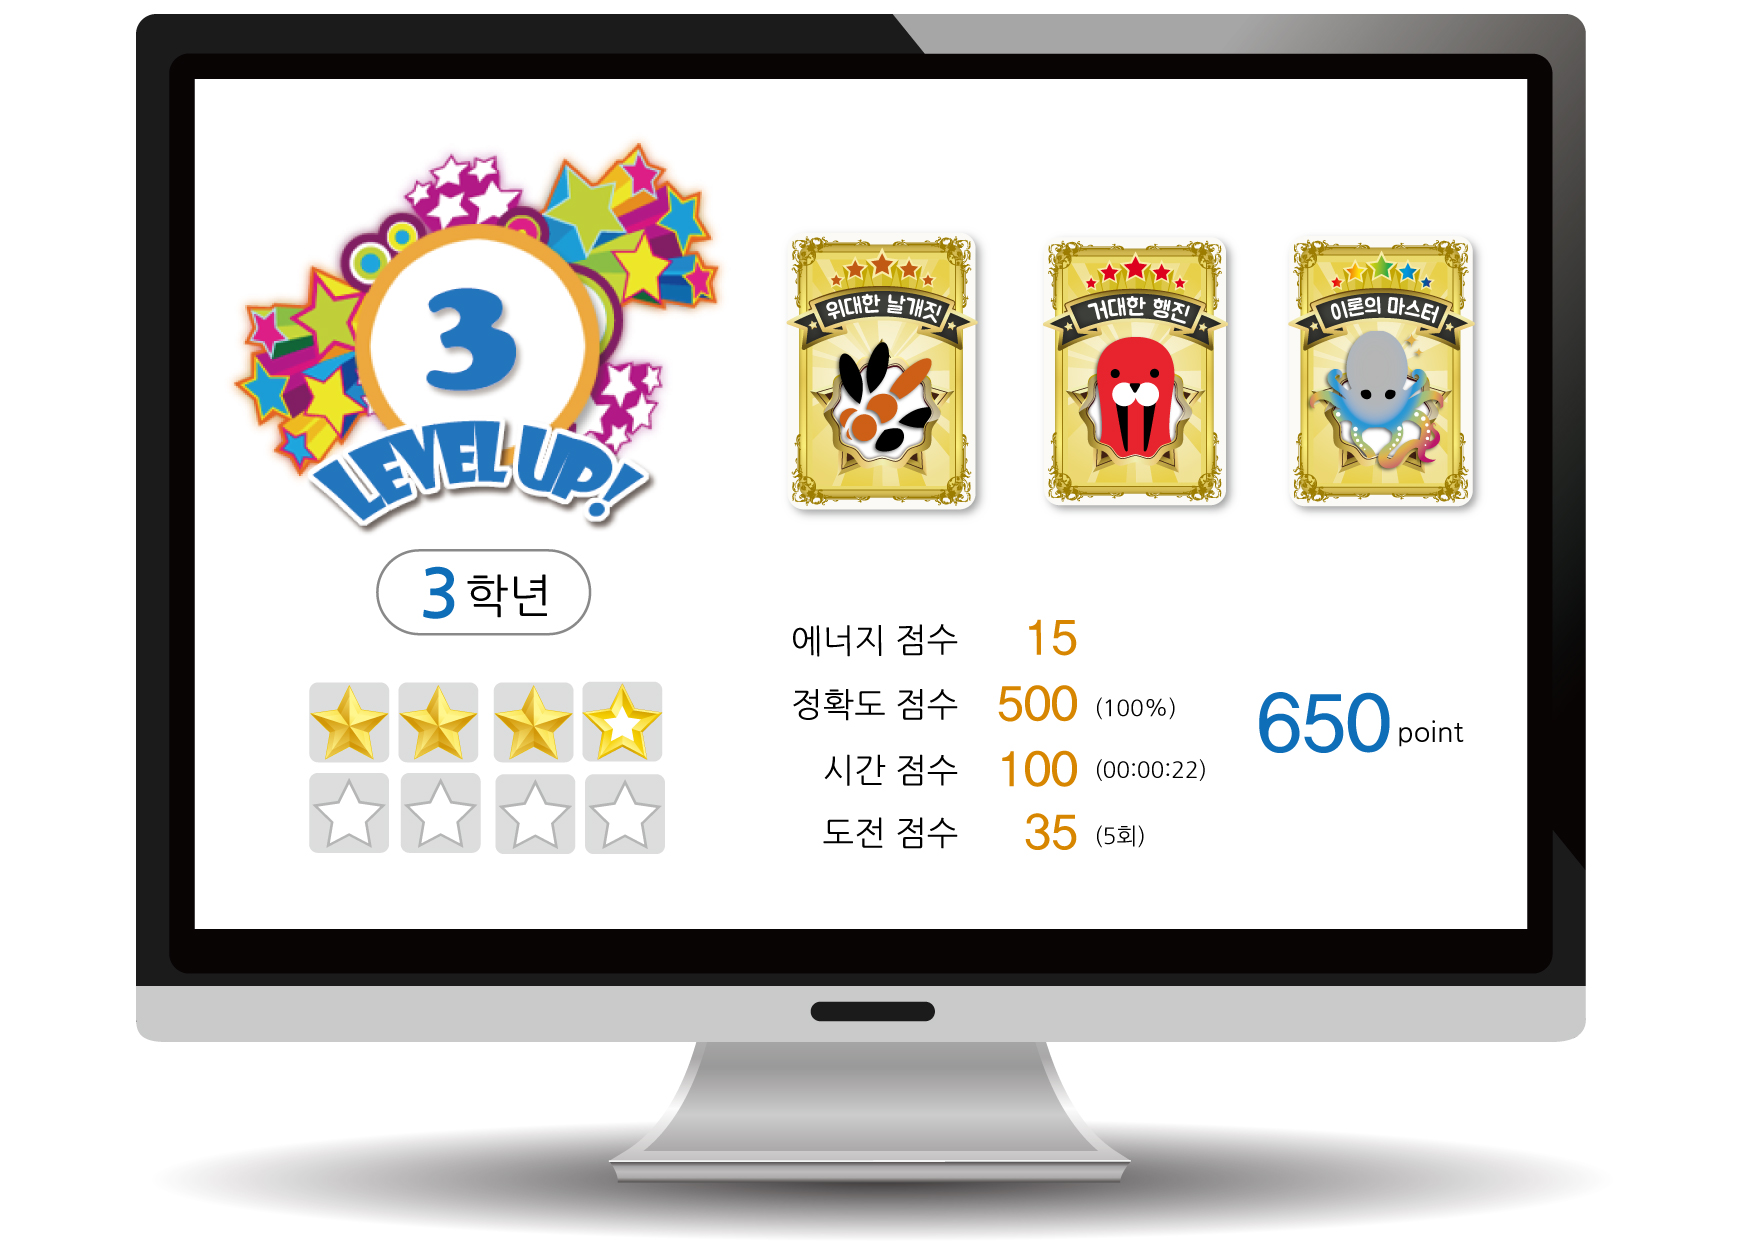 3
LEVEL UP!
3 학년
위대한 날개짓
거대한 행진
이론의 마스터
에너지 점수 15
정확도 점수 500 (100%)
시간 점수 100 (00:00:22)
도전 점수 35 (5회)
650 point